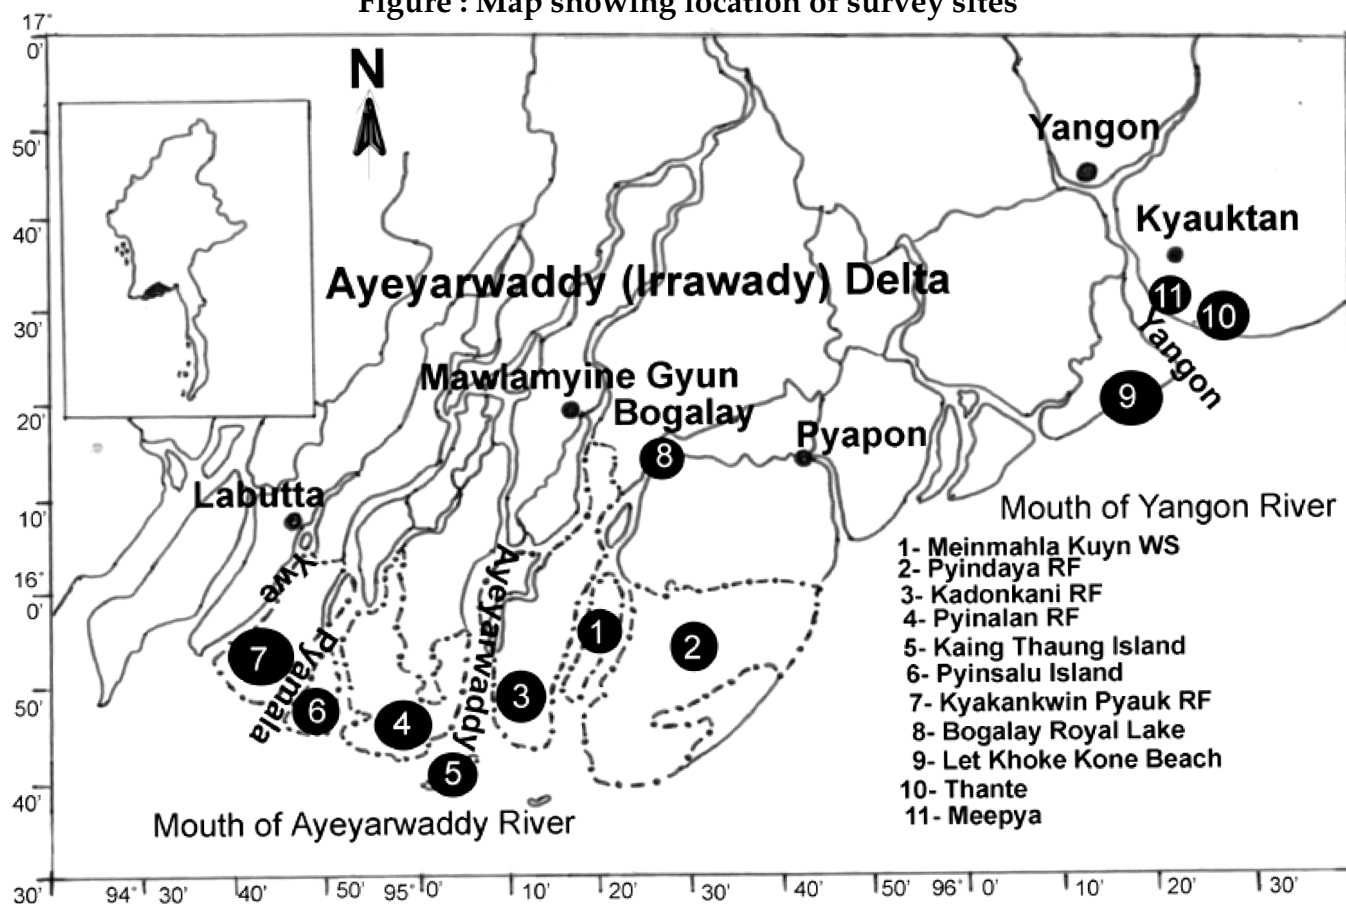 Figure : Map showing location of survey sites
17°
0'
N
50'
Yangon
40'
Kyauktan
Ayeyarwaddy (Irrawady) Delta
30'
11
10
Yangon
Mawlamyine Gyun
9
20'
Bogalay
Pyapon
8
Labutta
10'
Mouth of Yangon River
1- Meinmahla Kuyn WS
2- Pyindaya RF
3- Kadonkani RF
4- Pyinalan RF
5- Kaing Thaung Island
6- Pyinsalu Island
7- Kyakankwin Pyauk RF
8- Bogalay Royal Lake
9- Let Khoke Kone Beach
10- Thante
11- Meepya
16°
0'
Ywe
Pyamala
Ayeyarwaddy
1
2
7
3
6
4
50'
5
40'
Mouth of Ayeyarwaddy River
30'
94° 30' 40' 50' 95° 0' 10' 20' 30' 40' 50' 96° 0' 10' 20' 30'